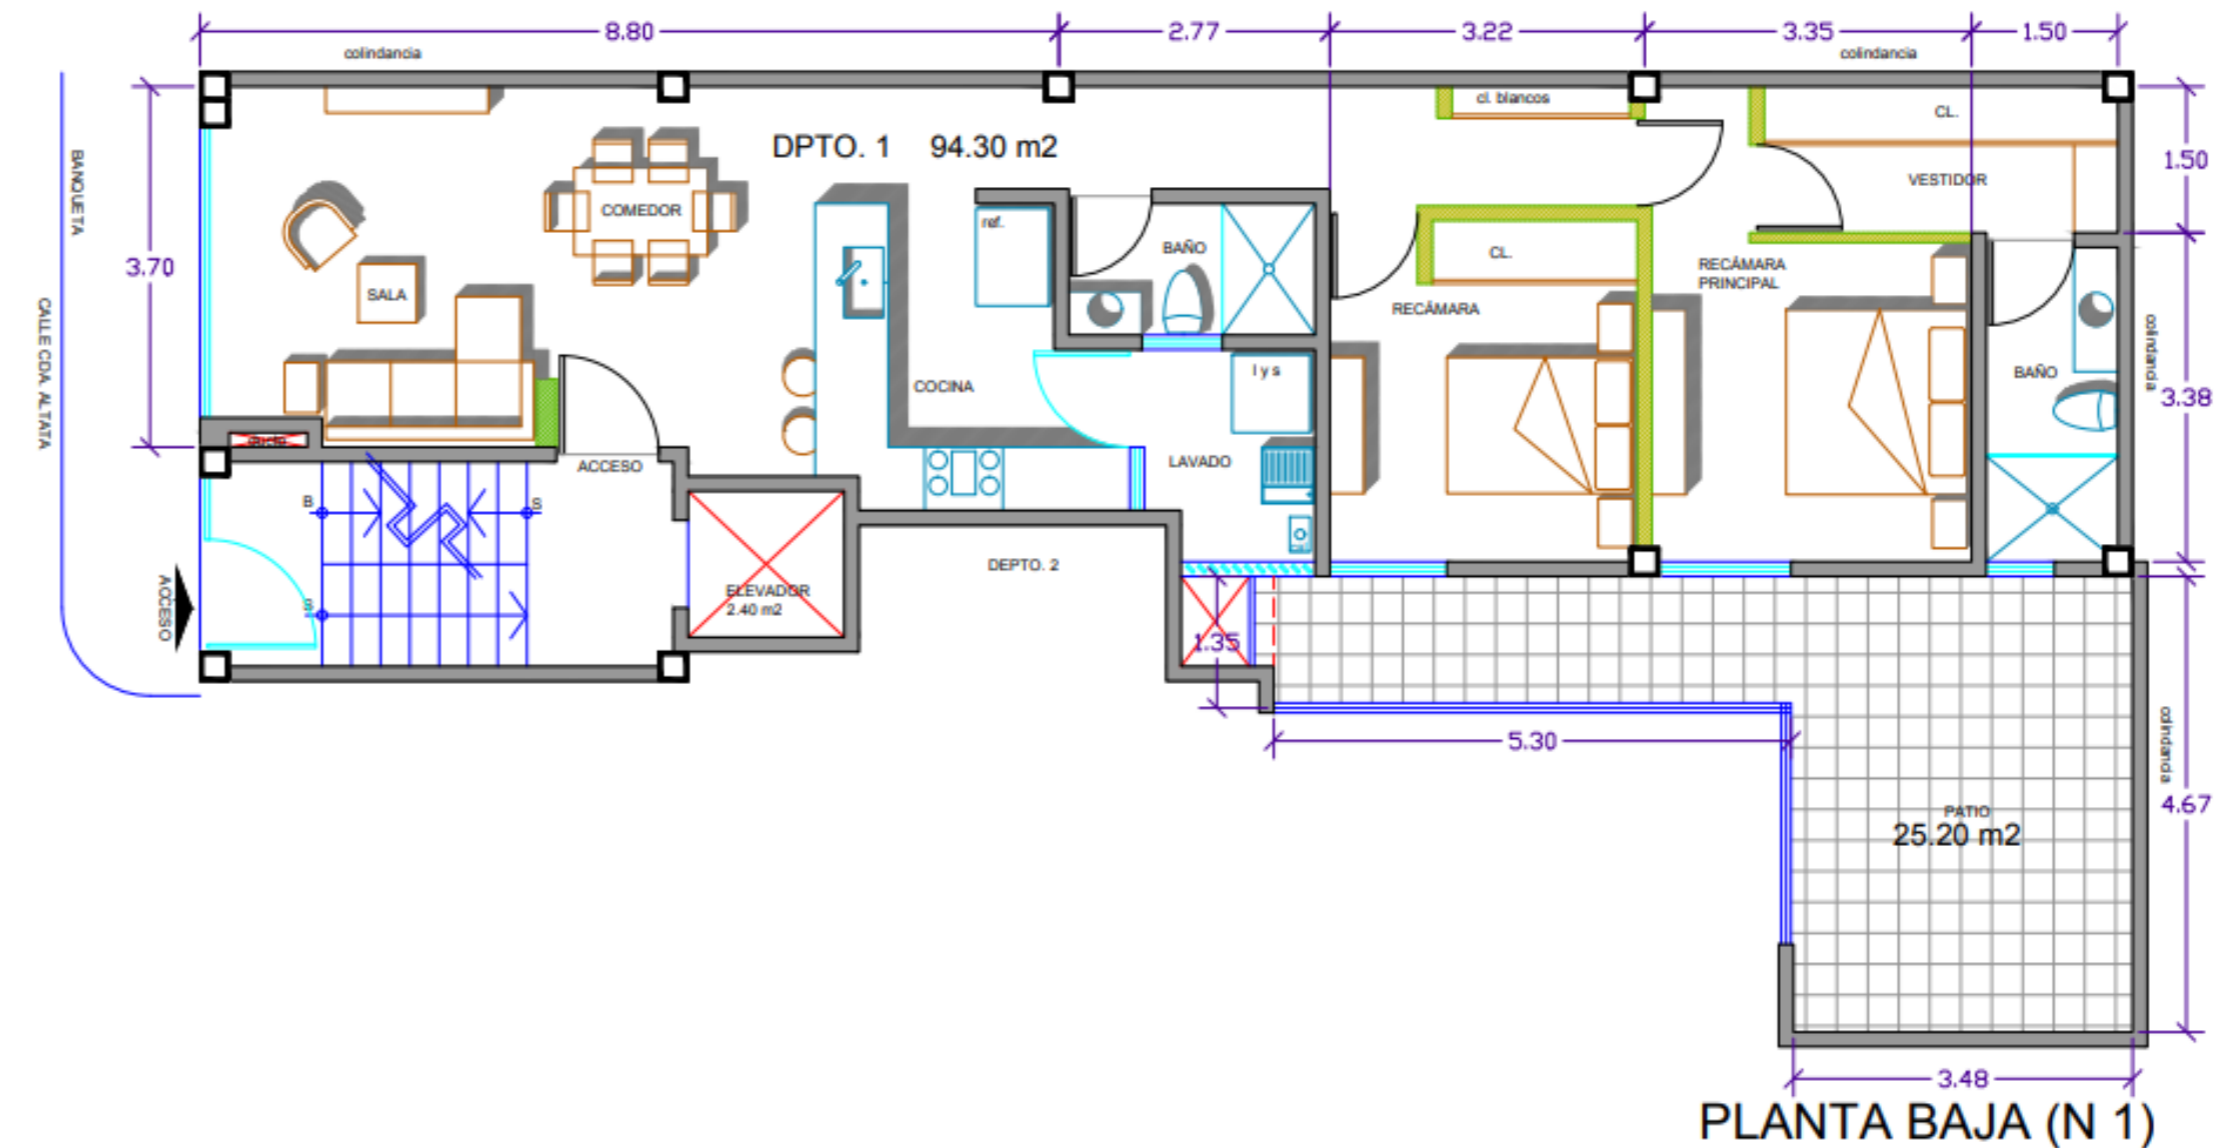 8.80
2.77
3.22
3.35
1.50
colindancia
colindancia
cl. blancos
CL.
DPTO. 1 94.30 m2
BANQUETA
1.50
VESTIDOR
COMEDOR
ref.
BAÑO
CL.
3.70
SALA
RECÁMARA
PRINCIPAL
RECÁMARA
CALLE CDA. ALTATA
colindancia
COCINA
l y s
BAÑO
3.38
ducto
ACCESO
LAVADO
B
S
DEPTO. 2
ACCESO
S
ELEVADOR
2.40 m2
1.35
5.30
colindancia
PATIO
25.20 m2
4.67
3.48
PLANTA BAJA (N 1)